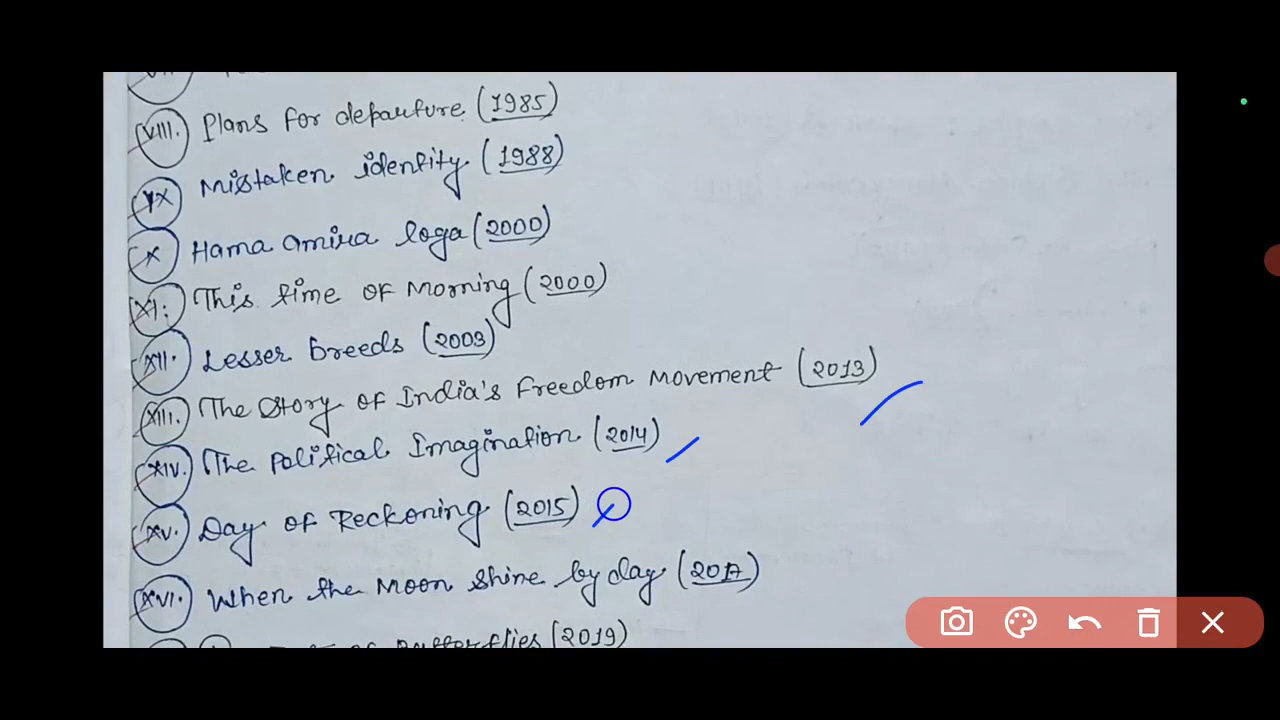 VIII. Plans for departure (1985)
IX Mistaken identity (1988)
X Hama amira loga (2000)
XI. This time of Morning (2000)
XII. Lesser breeds (2003)
XIII. The Story of India's Freedom Movement (2013)
XIV. The Political Imagination (2014)
XV. Day of Reckoning (2015)
XVI. When the Moon Shine by day (2017)
of Butterflies (2019)